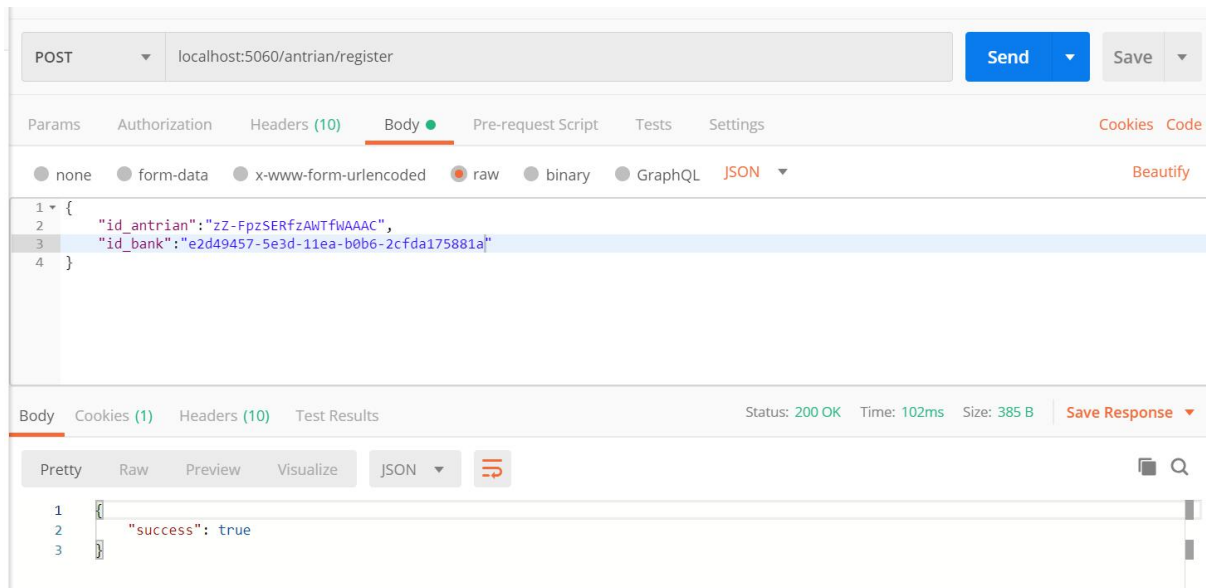 POST localhost:5060/antrian/register Send Save
Params Authorization Headers (10) Body Pre-request Script Tests Settings Cookies Code
none form-data x-www-form-urlencoded raw binary GraphQL JSON Beautify
1 {
2 "id_antrian":"zZ-FpzSERfzAWTfWAAAC",
3 "id_bank":"e2d49457-5e3d-11ea-b0b6-2cfda175881a"
4 }
Body Cookies (1) Headers (10) Test Results Status: 200 OK Time: 102ms Size: 385 B Save Response
Pretty Raw Preview Visualize JSON
1 {
2 "success": true
3 }